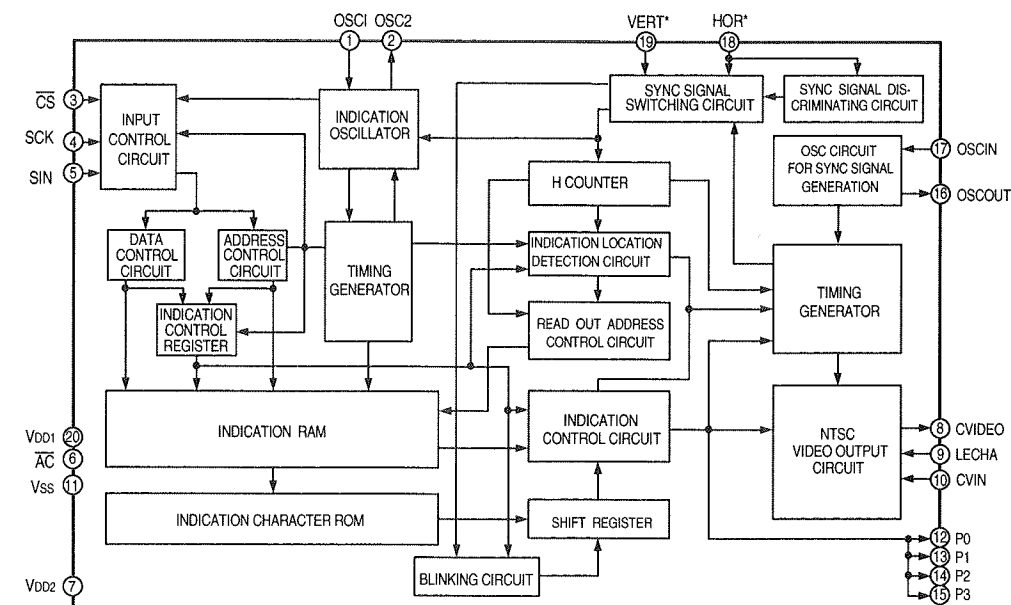 OSCI OSC2
1 2
VERT* HOR*
19 18
CS
3
SCK
4
SIN
5
INPUT
CONTROL
CIRCUIT
INDICATION
OSCILLATOR
SYNC SIGNAL
SWITCHING CIRCUIT
SYNC SIGNAL DIS-
CRIMINATING CIRCUIT
OSC CIRCUIT
FOR SYNC SIGNAL
GENERATION
17 OSCIN
16 OSCOUT
H COUNTER
DATA
CONTROL
CIRCUIT
ADDRESS
CONTROL
CIRCUIT
TIMING
GENERATOR
INDICATION LOCATION
DETECTION CIRCUIT
TIMING
GENERATOR
INDICATION
CONTROL
REGISTER
READ OUT ADDRESS
CONTROL CIRCUIT
INDICATION RAM
INDICATION
CONTROL CIRCUIT
NTSC
VIDEO OUTPUT
CIRCUIT
VDD1 20
AC 6
VSS 11
8 CVIDEO
9 LECHA
10 CVIN
INDICATION CHARACTER ROM
SHIFT REGISTER
12 P0
13 P1
14 P2
15 P3
BLINKING CIRCUIT
VDD2 7